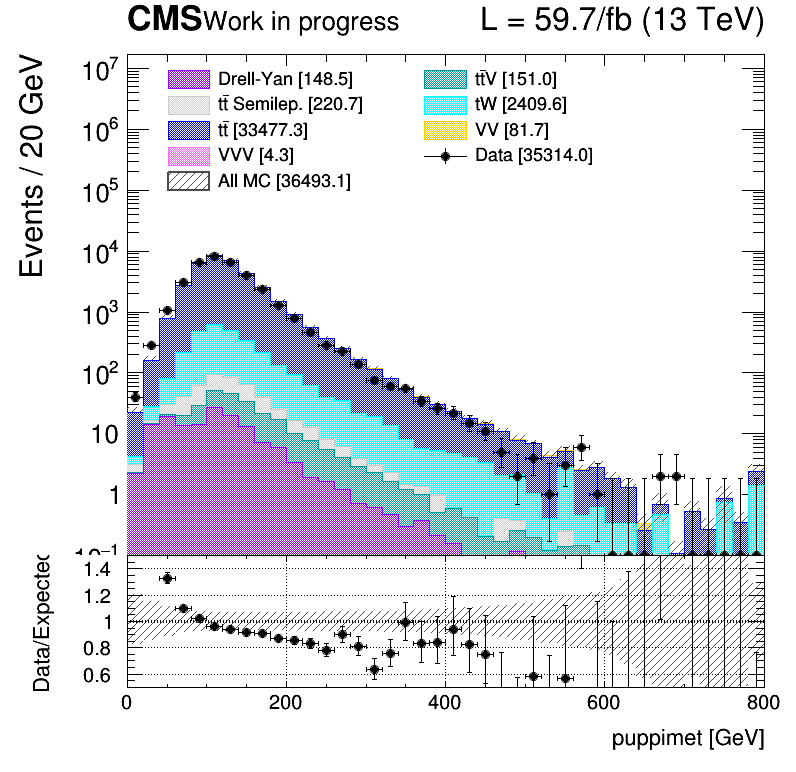 CMS Work in progress L = 59.7/fb (13 TeV)
Events / 20 GeV
Drell-Yan [148.5]
tt̄V [151.0]
tt̄ Semilep. [220.7]
tW [2409.6]
tt̄ [33477.3]
VV [81.7]
VVV [4.3]
Data [35314.0]
All MC [36493.1]
10⁷
10⁶
10⁵
10⁴
10³
10²
10
1
10⁻¹
Data/Expected
1.4
1.2
1
0.8
0.6
0 200 400 600 800
puppimet [GeV]